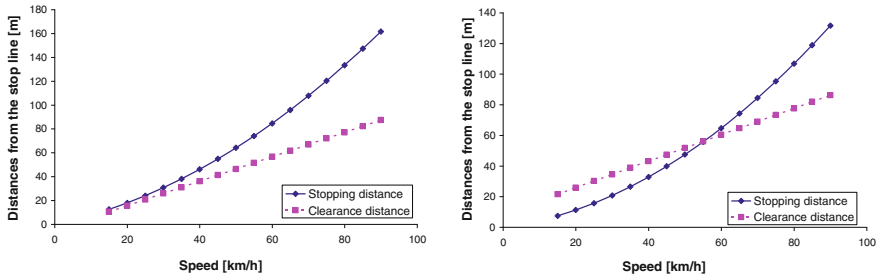 Distances from the stop line [m]
180
160
140
120
100
80
60
40
20
0
0 20 40 60 80 100
Speed [km/h]
Stopping distance
Clearance distance
Distances from the stop line [m]
140
120
100
80
60
40
20
0
0 20 40 60 80 100
Speed [km/h]
Stopping distance
Clearance distance